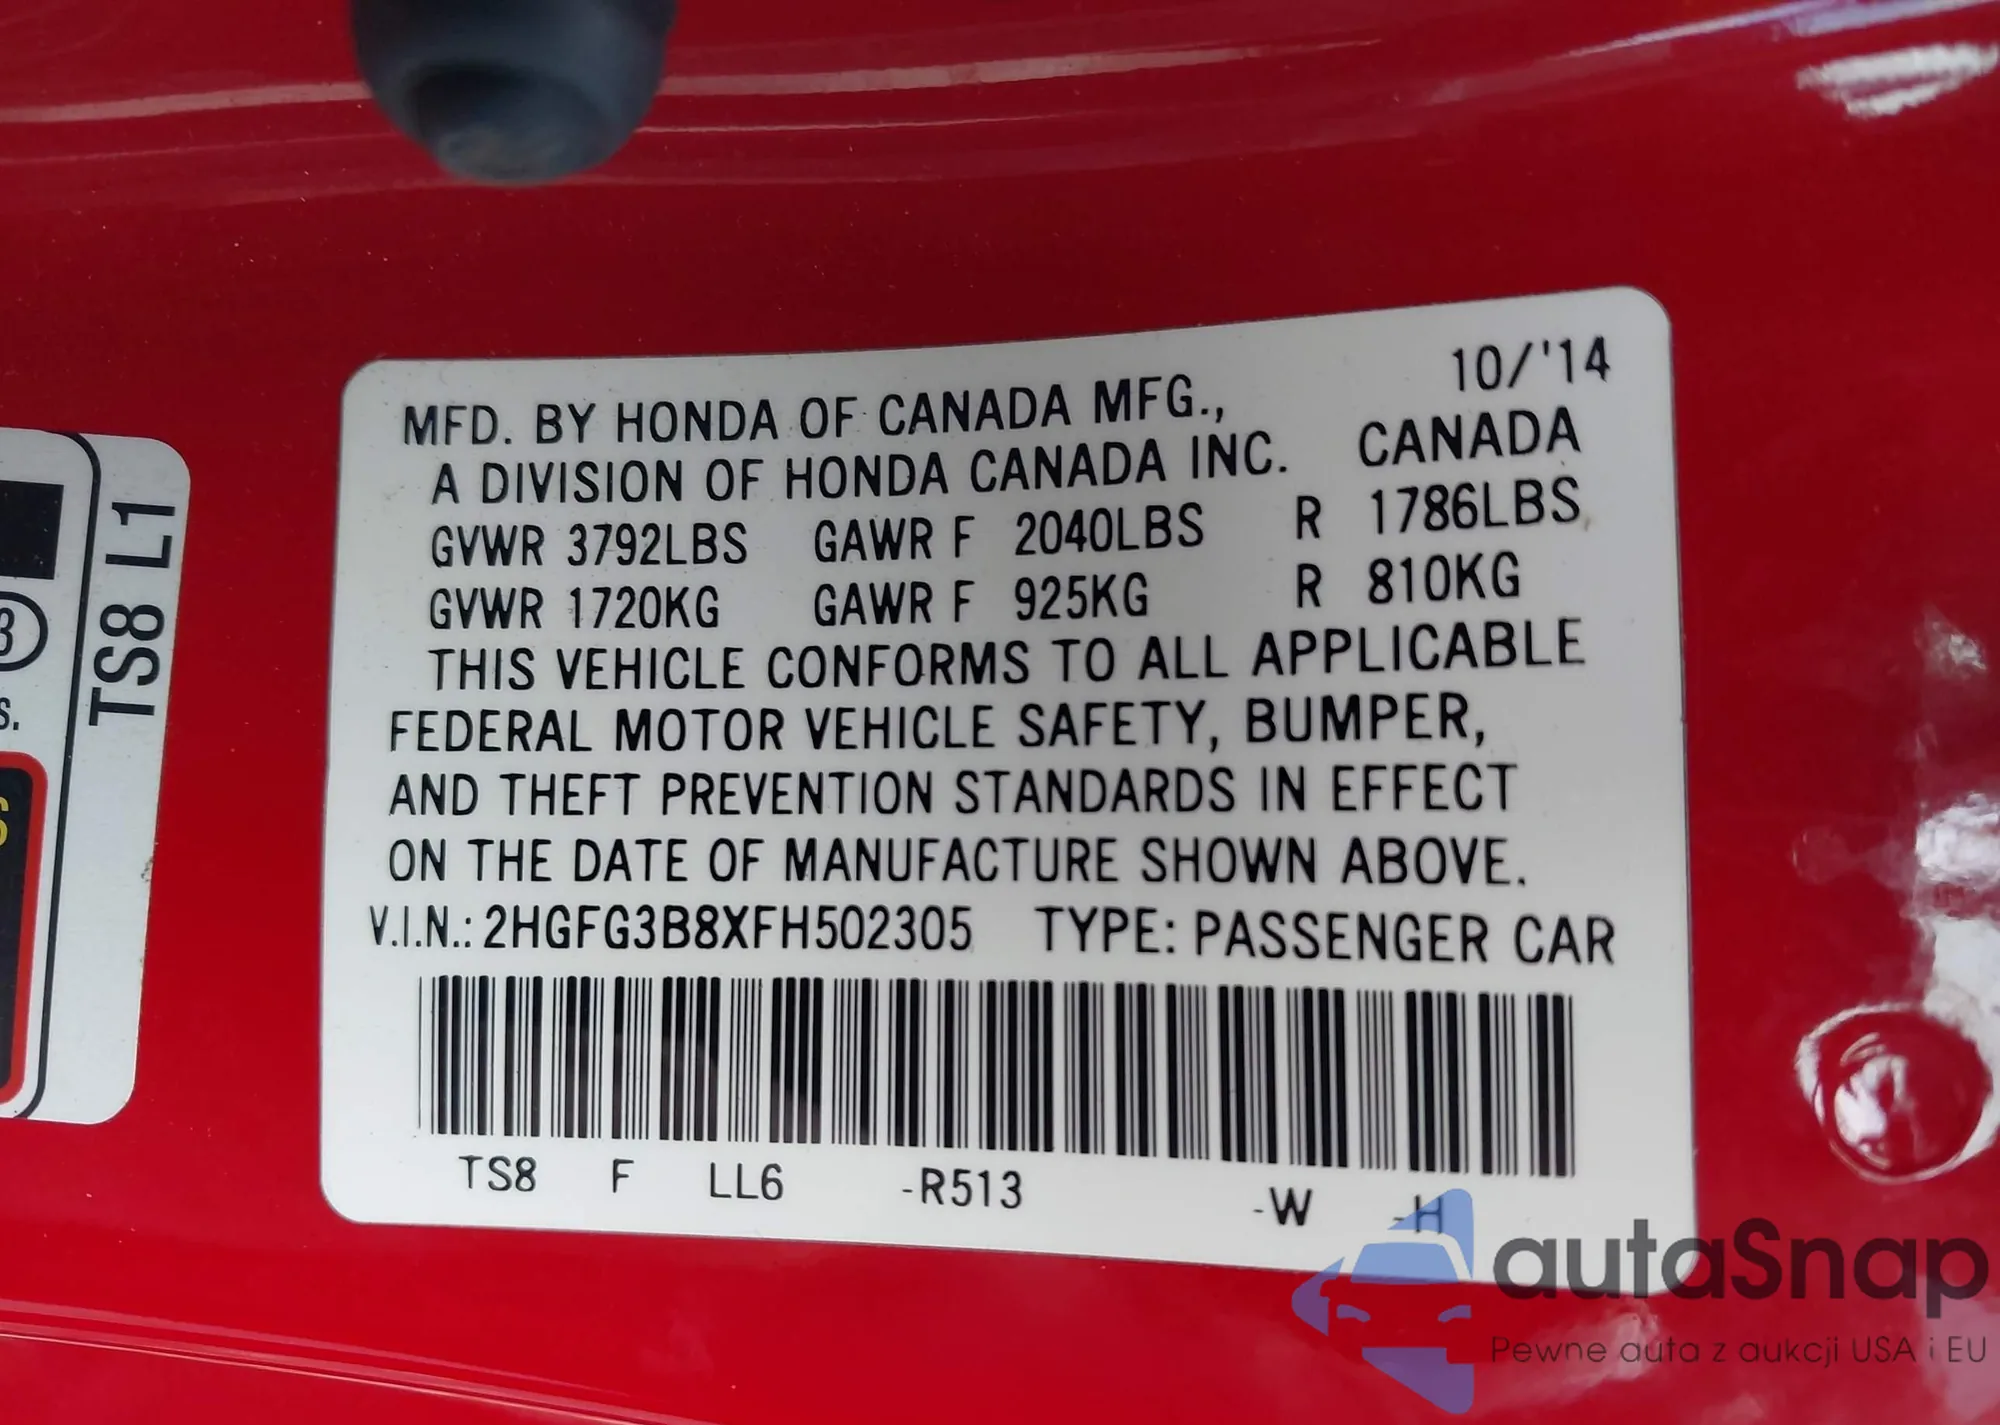 10/'14
MFD. BY HONDA OF CANADA MFG.,
A DIVISION OF HONDA CANADA INC. CANADA
GVWR 3792LBS GAWR F 2040LBS R 1786LBS
GVWR 1720KG GAWR F 925KG R 810KG
THIS VEHICLE CONFORMS TO ALL APPLICABLE
FEDERAL MOTOR VEHICLE SAFETY, BUMPER,
AND THEFT PREVENTION STANDARDS IN EFFECT
ON THE DATE OF MANUFACTURE SHOWN ABOVE.
V.I.N.: 2HGFG3B8XFH502305 TYPE: PASSENGER CAR
TS8 F LL6 -R513 -W -H
TS8 L1
3
S.
S
autaSnap
Pewne auta z aukcji USA i EU